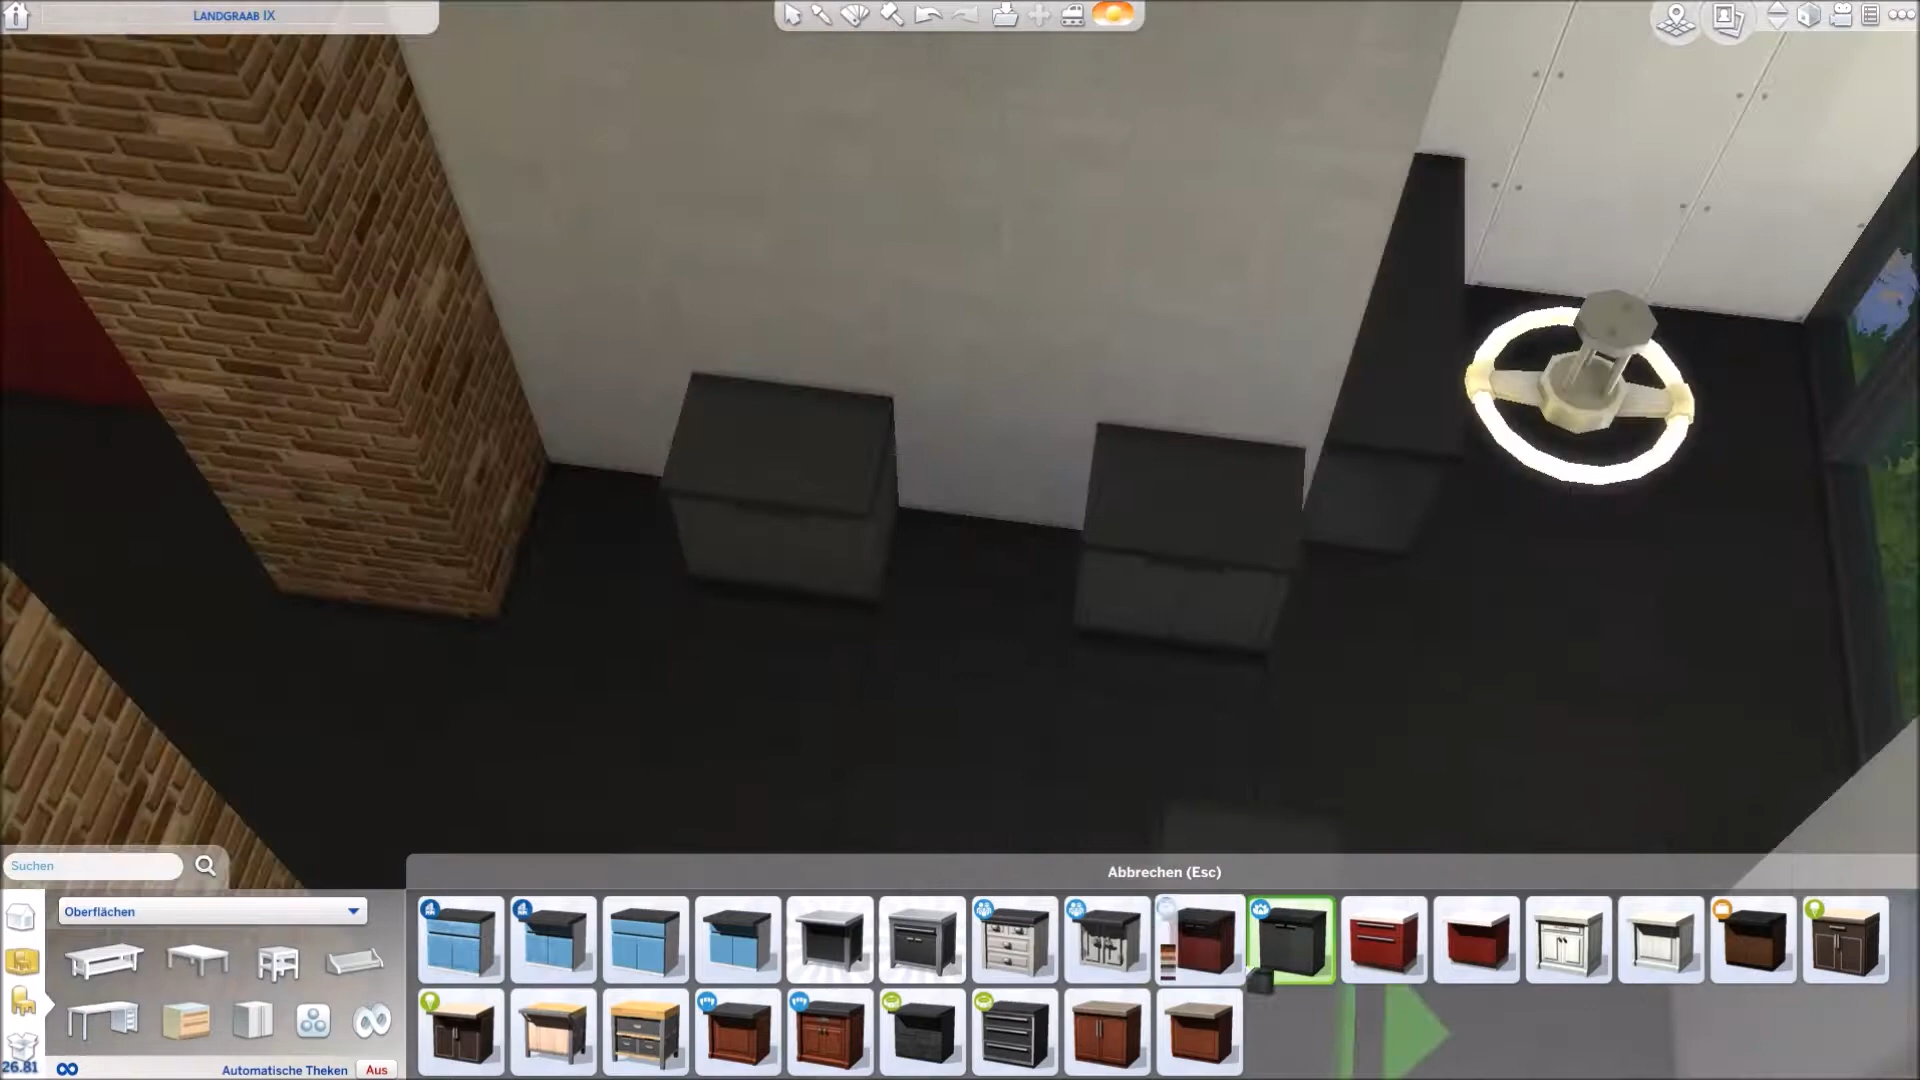 LANDGRAAB IX
Abbrechen (Esc)
Suchen
Oberflächen
26.81
Automatische Theken
Aus